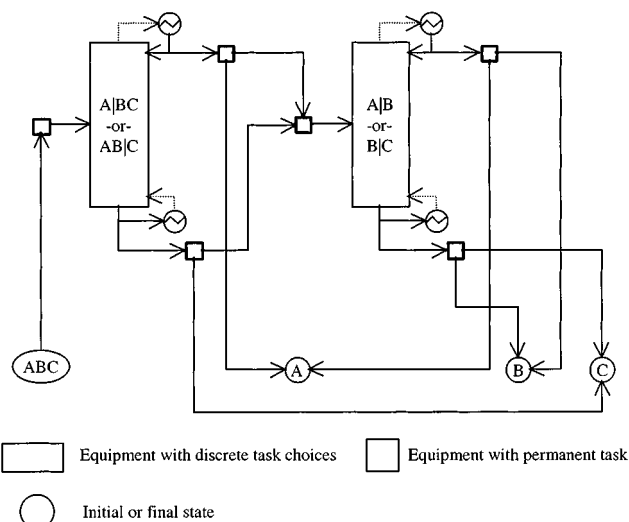 A|BC
-or-
AB|C
A|B
-or-
B|C
ABC
A
B
C
Equipment with discrete task choices
Equipment with permanent task
Initial or final state